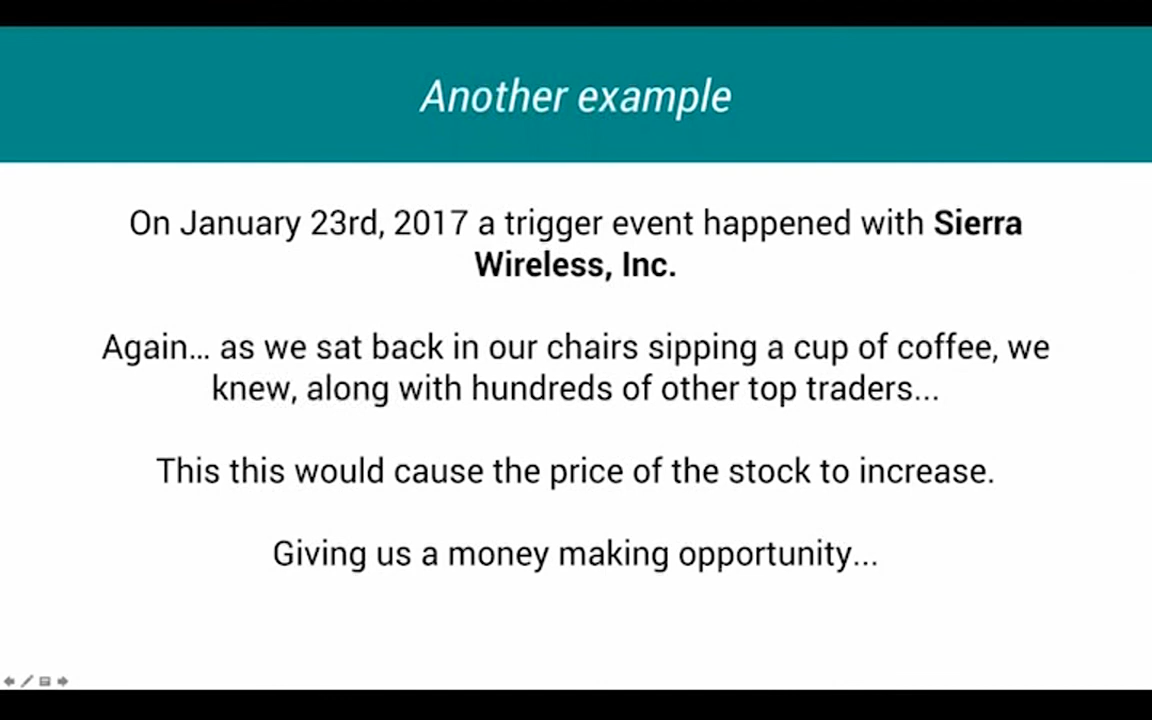 Another example
On January 23rd, 2017 a trigger event happened with Sierra
Wireless, Inc.
Again... as we sat back in our chairs sipping a cup of coffee, we
knew, along with hundreds of other top traders...
This this would cause the price of the stock to increase.
Giving us a money making opportunity...